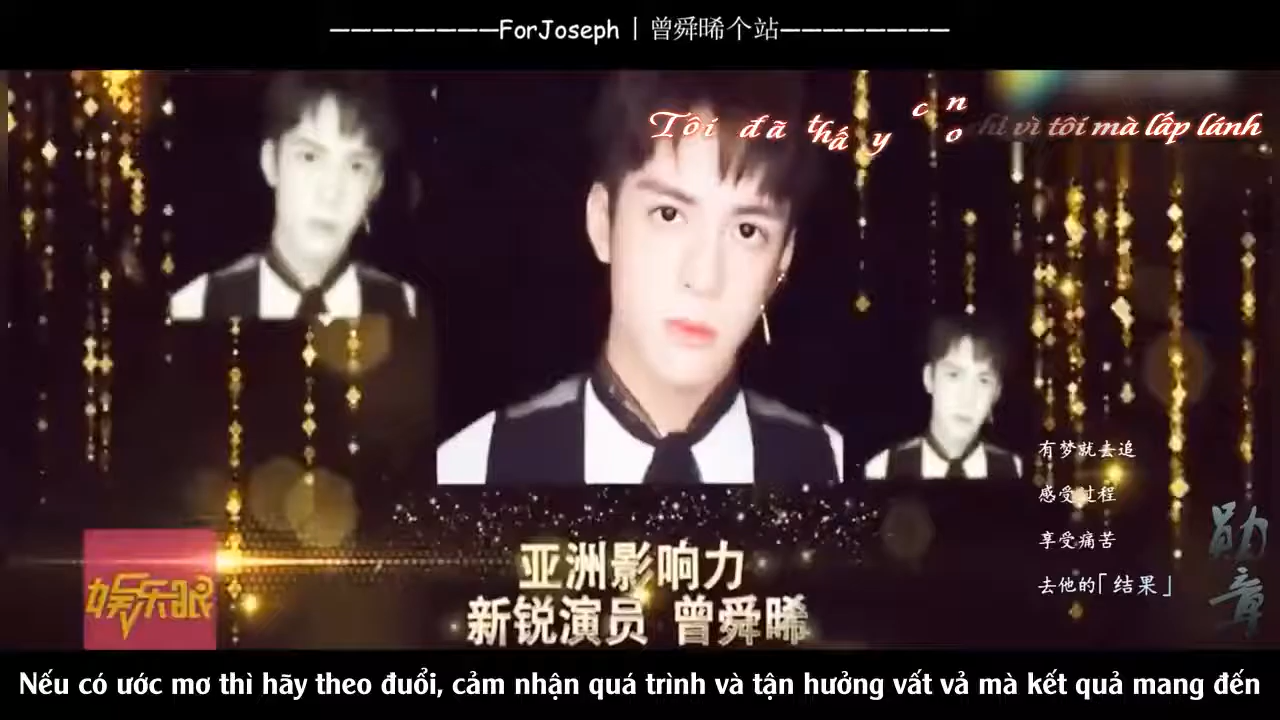 ————————ForJoseph｜曾舜晞个站————————
Tôi đã thấy con chỉ vì tôi mà lấp lánh
有梦就去追
感受过程
享受痛苦
去他的「结果」
勋章
亚洲影响力
新锐演员 曾舜晞
娱乐眼
Nếu có ước mơ thì hãy theo đuổi, cảm nhận quá trình và tận hưởng vất vả mà kết quả mang đến